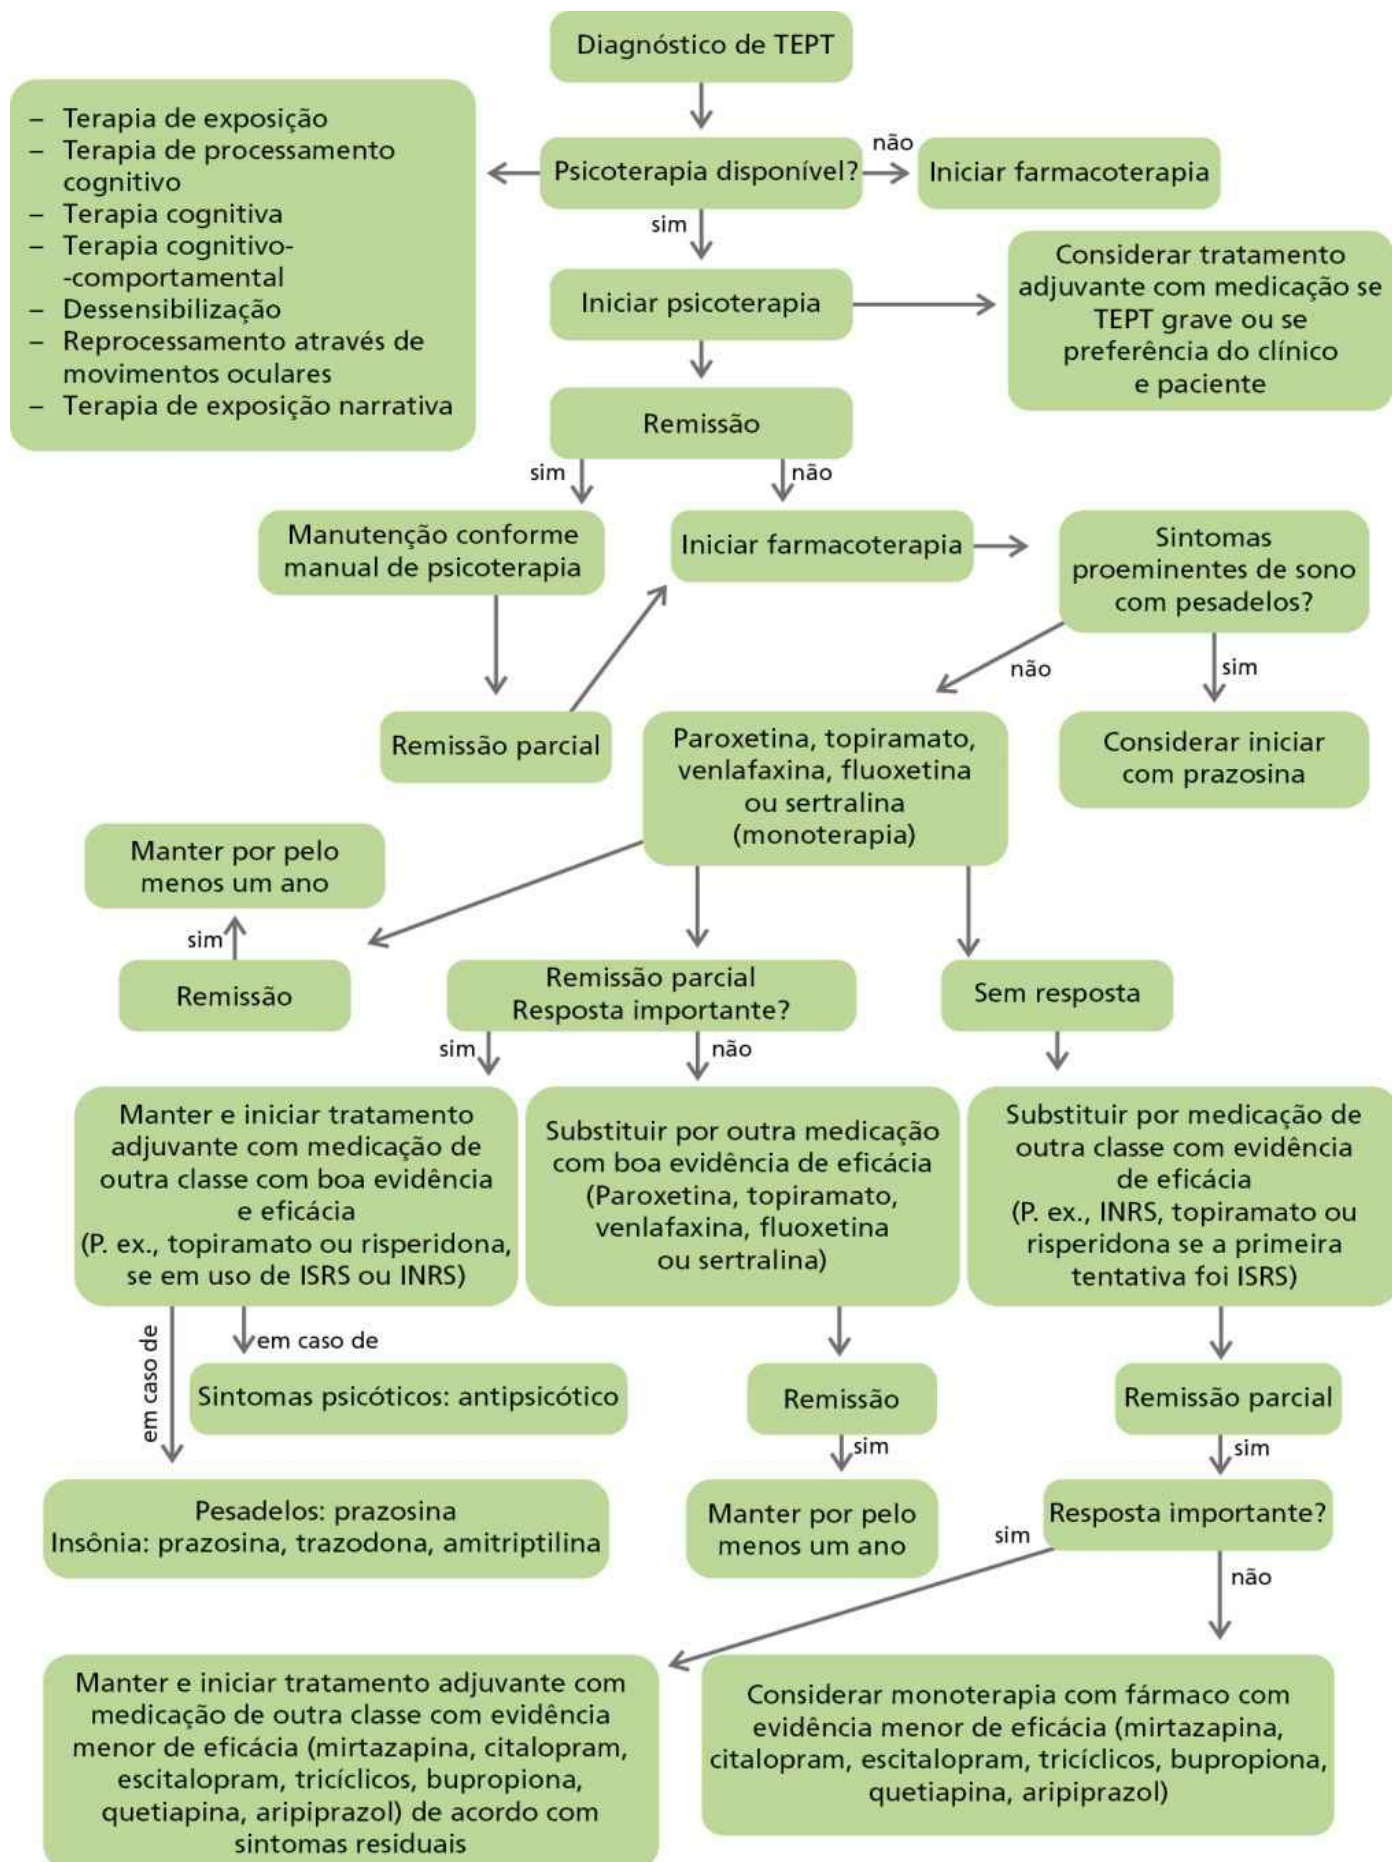 Diagnóstico de TEPT
– Terapia de exposição
– Terapia de processamento
cognitivo
– Terapia cognitiva
– Terapia cognitivo-
-comportamental
– Dessensibilização
– Reprocessamento através de
movimentos oculares
– Terapia de exposição narrativa
Psicoterapia disponível?
não
Iniciar farmacoterapia
sim
Iniciar psicoterapia
Considerar tratamento
adjuvante com medicação se
TEPT grave ou se
preferência do clínico
e paciente
Remissão
sim
não
Manutenção conforme
manual de psicoterapia
Iniciar farmacoterapia
Sintomas
proeminentes de sono
com pesadelos?
não
sim
Remissão parcial
Paroxetina, topiramato,
venlafaxina, fluoxetina
ou sertralina
(monoterapia)
Considerar iniciar
com prazosina
Manter por pelo
menos um ano
sim
Remissão
Remissão parcial
Resposta importante?
Sem resposta
sim
não
Manter e iniciar tratamento
adjuvante com medicação de
outra classe com boa evidência
e eficácia
(P. ex., topiramato ou risperidona,
se em uso de ISRS ou INRS)
Substituir por outra medicação
com boa evidência de eficácia
(Paroxetina, topiramato,
venlafaxina, fluoxetina
ou sertralina)
Substituir por medicação de
outra classe com evidência
de eficácia
(P. ex., INRS, topiramato ou
risperidona se a primeira
tentativa foi ISRS)
em caso de
em caso de
Sintomas psicóticos: antipsicótico
Remissão
Remissão parcial
sim
sim
Pesadelos: prazosina
Insônia: prazosina, trazodona, amitriptilina
Manter por pelo
menos um ano
Resposta importante?
sim
não
Manter e iniciar tratamento adjuvante com
medicação de outra classe com evidência
menor de eficácia (mirtazapina, citalopram,
escitalopram, tricíclicos, bupropiona,
quetiapina, aripiprazol) de acordo com
sintomas residuais
Considerar monoterapia com fármaco com
evidência menor de eficácia (mirtazapina,
citalopram, escitalopram, tricíclicos, bupropiona,
quetiapina, aripiprazol)